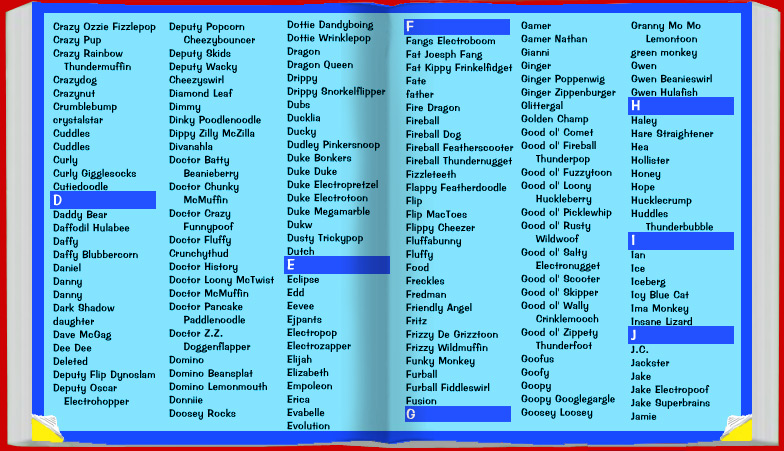 Crazy Ozzie Fizzlepop
Crazy Pup
Crazy Rainbow
Thundermuffin
Crazydog
Crazynut
Crumblebump
crystalstar
Cuddles
Cuddles
Curly
Curly Gigglesocks
Cutiedoodle
D
Daddy Bear
Daffodil Hulabee
Daffy
Daffy Blubbercorn
Daniel
Danny
Danny
Dark Shadow
daughter
Dave McGag
Dee Dee
Deleted
Deputy Flip Dynoslam
Deputy Oscar
Electrohopper
Deputy Popcorn
Cheezybouncer
Deputy Skids
Deputy Wacky
Cheezyswirl
Diamond Leaf
Dimmy
Dinky Poodlenoodle
Dippy Zilly McZilla
Divanahla
Doctor Batty
Beanieberry
Doctor Chunky
McMuffin
Doctor Crazy
Funnypoof
Doctor Fluffy
Crunchythud
Doctor History
Doctor Loony McTwist
Doctor McMuffin
Doctor Pancake
Paddlenoodle
Doctor Z.Z.
Doggenflapper
Domino
Domino Beansplat
Domino Lemonmouth
Donniie
Doosey Rocks
Dottie Dandyboing
Dottie Wrinklepop
Dragon
Dragon Queen
Drippy
Drippy Snorkelflipper
Dubs
Ducklia
Ducky
Dudley Pinkersnoop
Duke Bonkers
Duke Duke
Duke Electropretzel
Duke Electrotoon
Duke Megamarble
Dukw
Dusty Trickypop
Dutch
E
Eclipse
Edd
Eevee
Ejpants
Electropop
Electrozapper
Elijah
Elizabeth
Empoleon
Erica
Evabelle
Evolution
F
Fangs Electroboom
Fat Joesph Fang
Fat Kippy Frinkelfidget
Fate
father
Fire Dragon
Fireball
Fireball Dog
Fireball Featherscooter
Fireball Thundernugget
Fizzleteeth
Flappy Featherdoodle
Flip
Flip MacToes
Flippy Cheezer
Fluffabunny
Fluffy
Food
Freckles
Fredman
Friendly Angel
Fritz
Frizzy De Grizztoon
Frizzy Wildmuffin
Funky Monkey
Furball
Furball Fiddleswirl
Fusion
G
Gamer
Gamer Nathan
Gianni
Ginger
Ginger Poppenwig
Ginger Zippenburger
Glittergal
Golden Champ
Good ol' Comet
Good ol' Fireball
Thunderpop
Good ol' Fuzzytoon
Good ol' Loony
Huckleberry
Good ol' Picklewhip
Good ol' Rusty
Wildwoof
Good ol' Salty
Electronugget
Good ol' Scooter
Good ol' Skipper
Good ol' Wally
Crinklemooch
Good ol' Zippety
Thunderfoot
Goofus
Goofy
Goopy
Goopy Googlegargle
Goosey Loosey
Granny Mo Mo
Lemontoon
green monkey
Gwen
Gwen Beanieswirl
Gwen Hulafish
H
Haley
Hare Straightener
Hea
Hollister
Honey
Hope
Hucklecrump
Huddles
Thunderbubble
I
Ian
Ice
Iceberg
Icy Blue Cat
Ima Monkey
Insane Lizard
J
J.C.
Jackster
Jake
Jake Electropoof
Jake Superbrains
Jamie